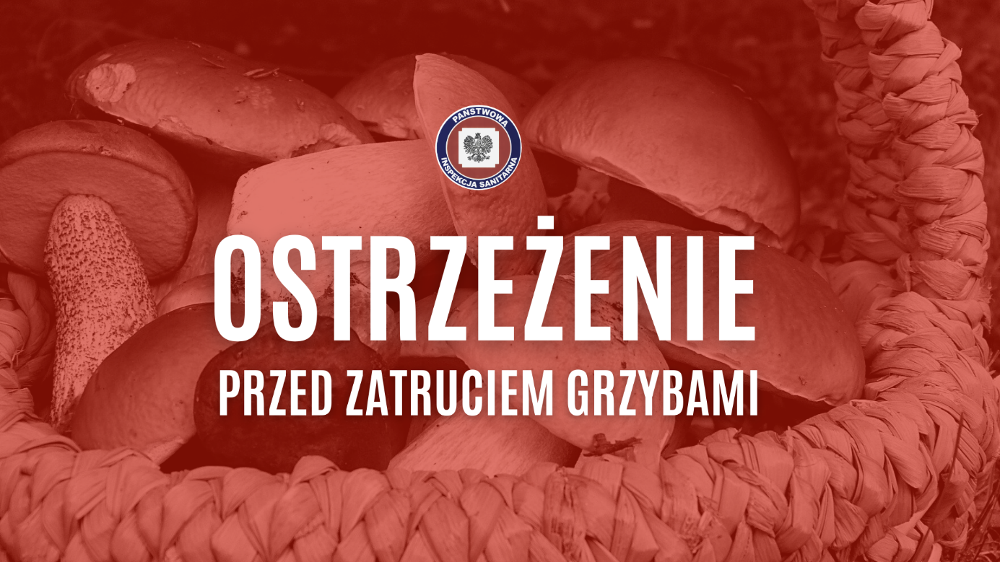 PAŃSTWOWA
INSPEKCJA SANITARNA
OSTRZEŻENIE
PRZED ZATRUCIEM GRZYBAMI